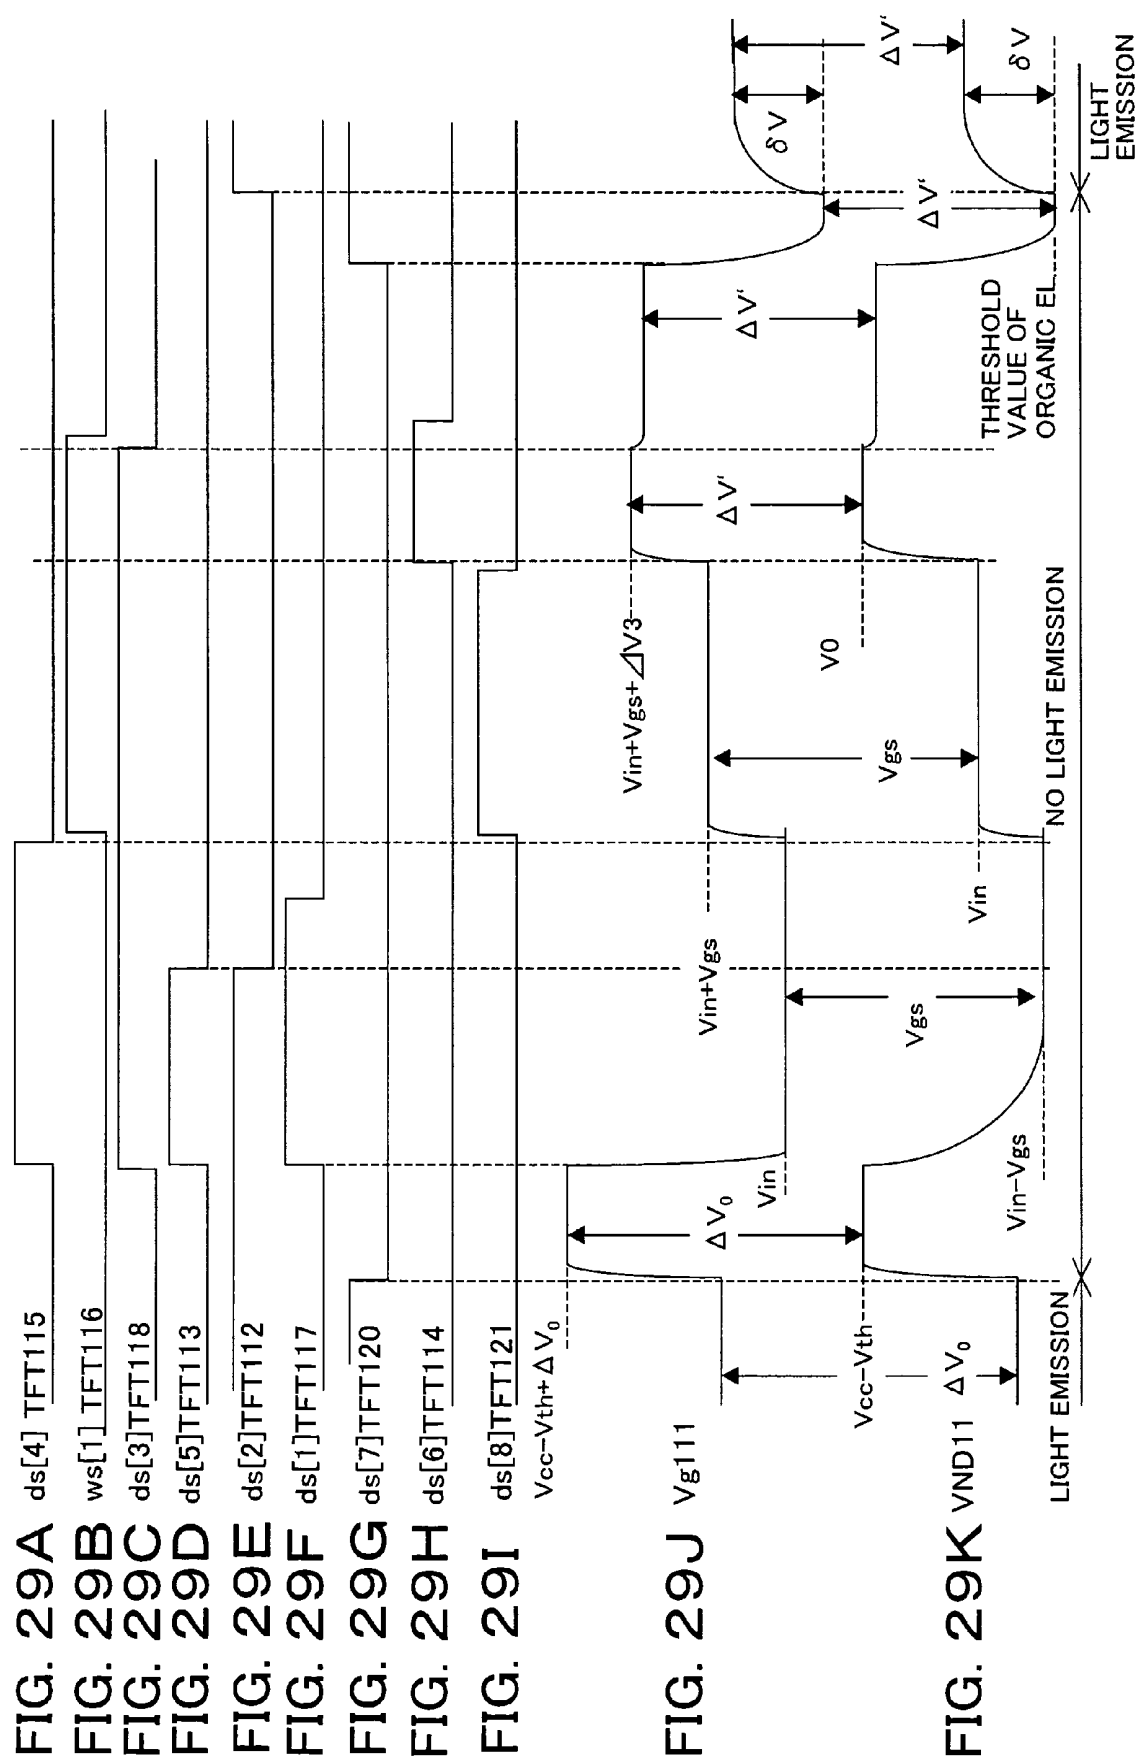 FIG. 29A ds[4] TFT115
FIG. 29B ws[1] TFT116
FIG. 29C ds[3]TFT118
FIG. 29D ds[5]TFT113
FIG. 29E ds[2]TFT112
FIG. 29F ds[1]TFT117
FIG. 29G ds[7]TFT120
FIG. 29H ds[6]TFT114
FIG. 29I ds[8]TFT121
Vcc-Vth+ΔV₀
FIG. 29J Vg111
ΔV₀
Vin
Vin+Vgs
Vgs
Vin+Vgs+ΔV3
Vgs
ΔV'
ΔV'
ΔV'
δV
ΔV'
Vcc-Vth
FIG. 29K VND11
ΔV₀
Vin-Vgs
Vin
V0
THRESHOLD
VALUE OF
ORGANIC EL
δV
LIGHT EMISSION
NO LIGHT EMISSION
LIGHT
EMISSION